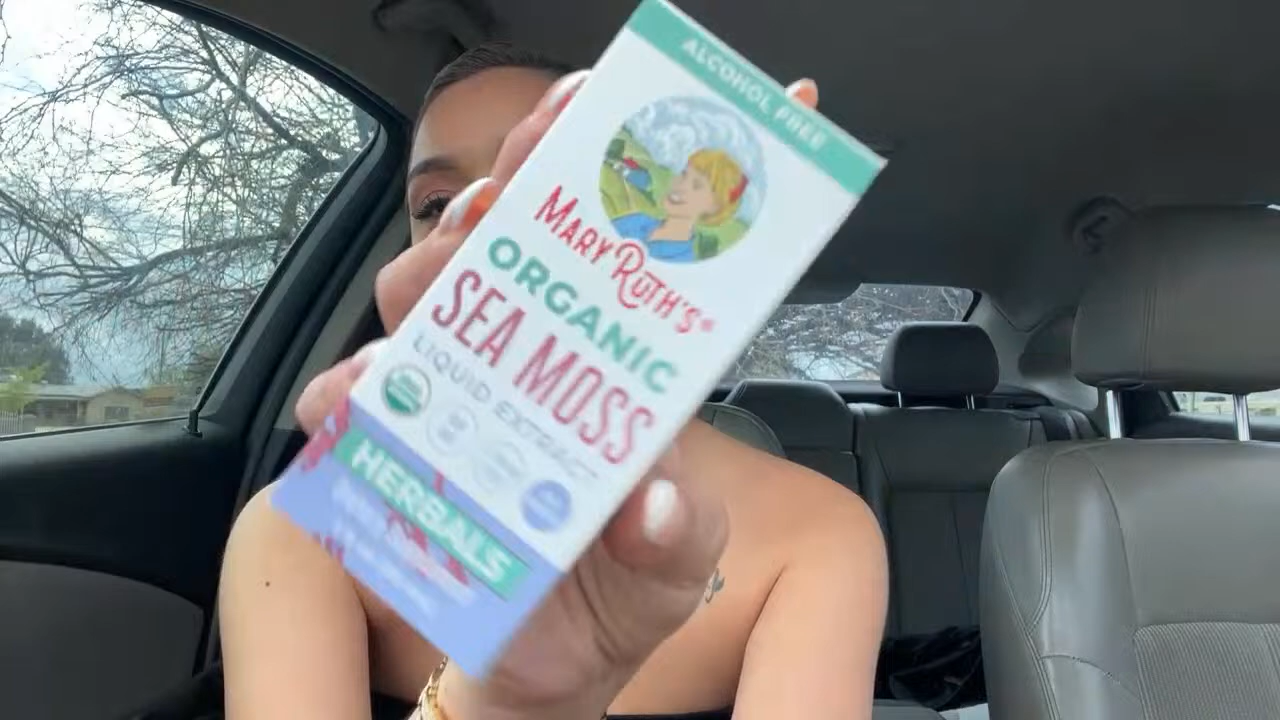 ALCOHOL FREE
MARY RUTH'S
ORGANIC
SEA MOSS
LIQUID EXTRACT
HERBALS